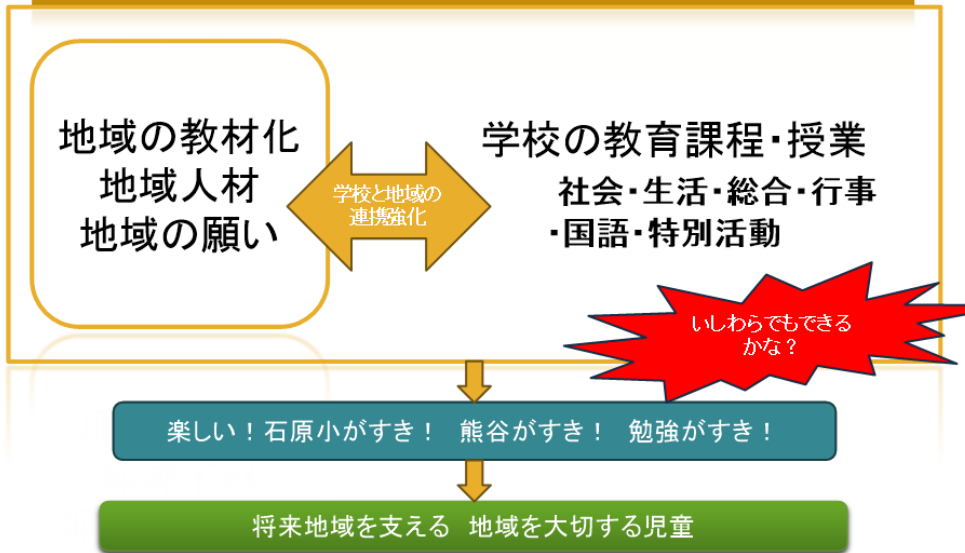 地域の教材化
地域人材
地域の願い
学校と地域の
連携強化
学校の教育課程・授業
社会・生活・総合・行事
・国語・特別活動
いしわらでもできる
かな？
楽しい！石原小がすき！ 熊谷がすき！ 勉強がすき！
将来地域を支える 地域を大切する児童